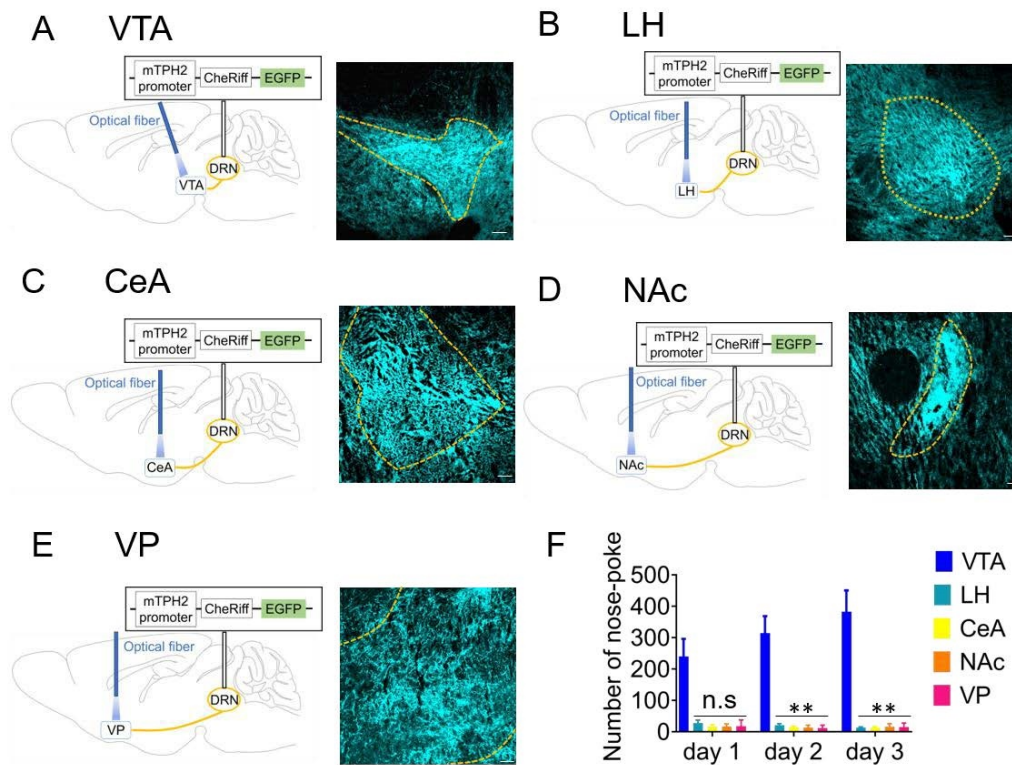 A VTA
mTPH2
promoter
CheRiff
EGFP
Optical fiber
DRN
VTA
B LH
mTPH2
promoter
CheRiff
EGFP
Optical fiber
DRN
LH
C CeA
mTPH2
promoter
CheRiff
EGFP
Optical fiber
DRN
CeA
D NAc
mTPH2
promoter
CheRiff
EGFP
Optical fiber
DRN
NAc
E VP
mTPH2
promoter
CheRiff
EGFP
Optical fiber
DRN
VP
F
Number of nose-poke
500
400
300
200
100
0
n.s
**
**
day 1
day 2
day 3
VTA
LH
CeA
NAc
VP